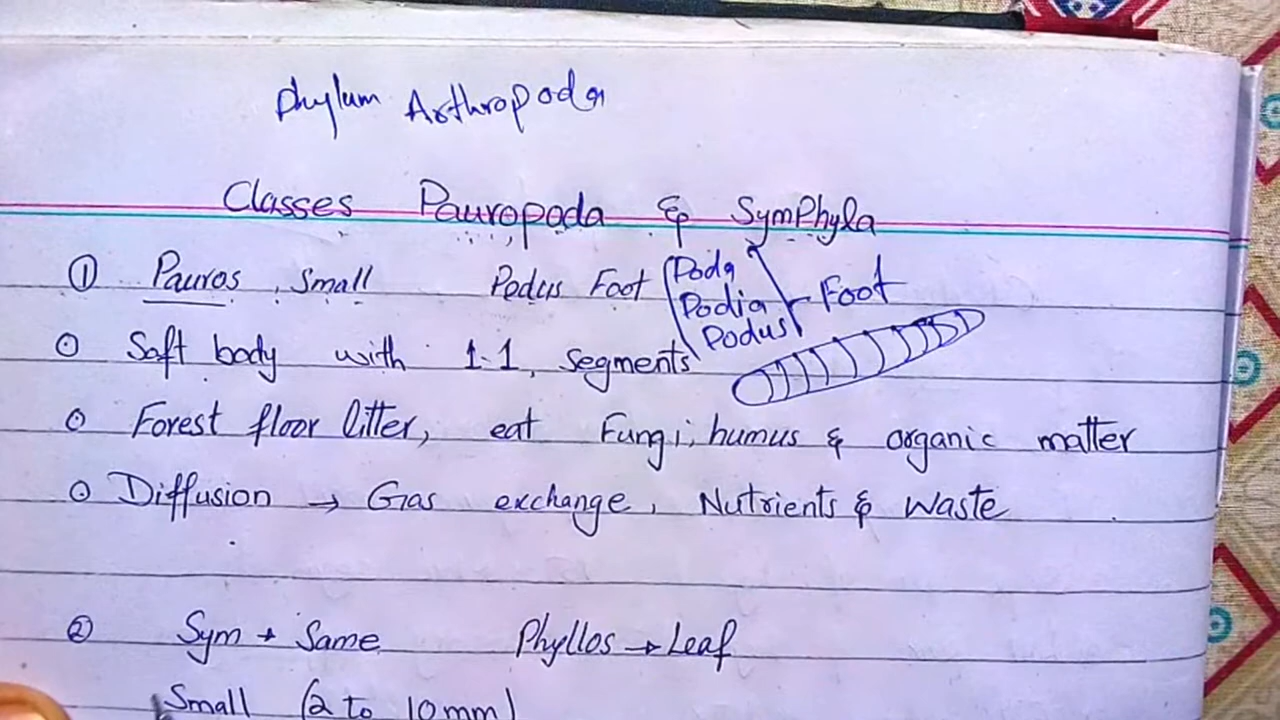 Phylum Arthropoda
Classes Pauropoda & SymPhyla
① Pauros, Small Podus Foot Poda Podia Podus Foot
Soft body with 11, segments
Forest floor litter, eat Fungi, humus & organic matter
Diffusion → Gas exchange, Nutrients & Waste
② Sym → Same Phyllos → Leaf
Small (2 to 10mm)